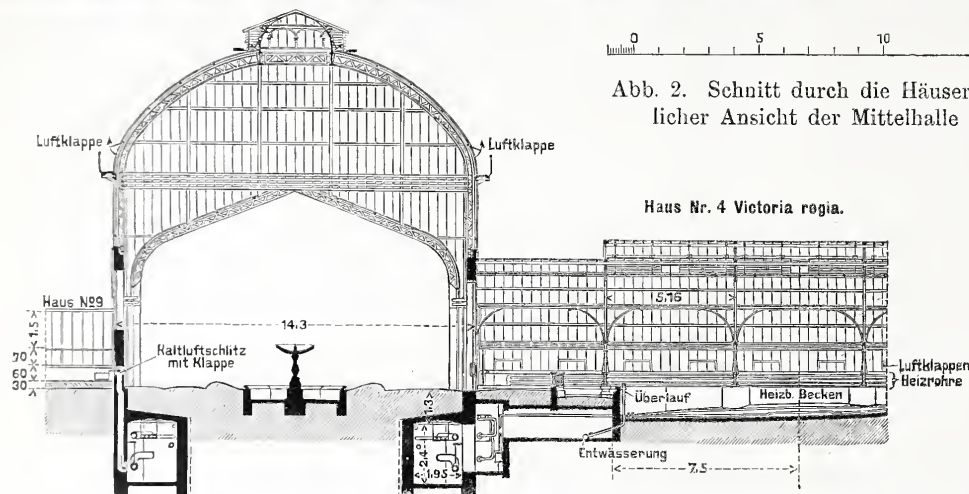 0 5 10
Abb. 2. Schnitt durch die Häuser
licher Ansicht der Mittelhalle
Luftklappe
Luftklappe
Haus Nr. 4 Victoria regia.
Haus №9
1,5
70
60
30
14,3
Kaltluftschlitz
mit Klappe
5,16
Luftklappen
Heizrohre
Überlauf
Heizb. Becken
1,3
2,4
1,95
Entwässerung
7,5